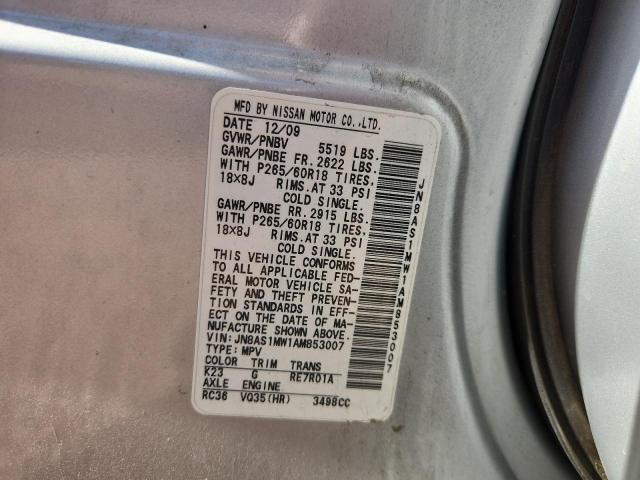 MFD BY NISSAN MOTOR CO.,LTD.
DATE 12/09
GVWR/PNBV 5519 LBS.
GAWR/PNBE FR. 2622 LBS.
WITH P265/60R18 TIRES,
18X8J RIMS. AT 33 PSI
COLD SINGLE.
GAWR/PNBE RR. 2915 LBS.
WITH P265/60R18 TIRES,
18X8J RIMS. AT 33 PSI
COLD SINGLE.
THIS VEHICLE CONFORMS
TO ALL APPLICABLE FED-
ERAL MOTOR VEHICLE SA-
FETY AND THEFT PREVEN-
TION STANDARDS IN EFF-
ECT ON THE DATE OF MA-
NUFACTURE SHOWN ABOVE.
VIN: JN8AS1MW1AM853007
TYPE: MPV
COLOR TRIM TRANS
K23 G RE7R01A
AXLE ENGINE
RC36 VQ35(HR) 3498CC
JN8AS1MW1AM853007